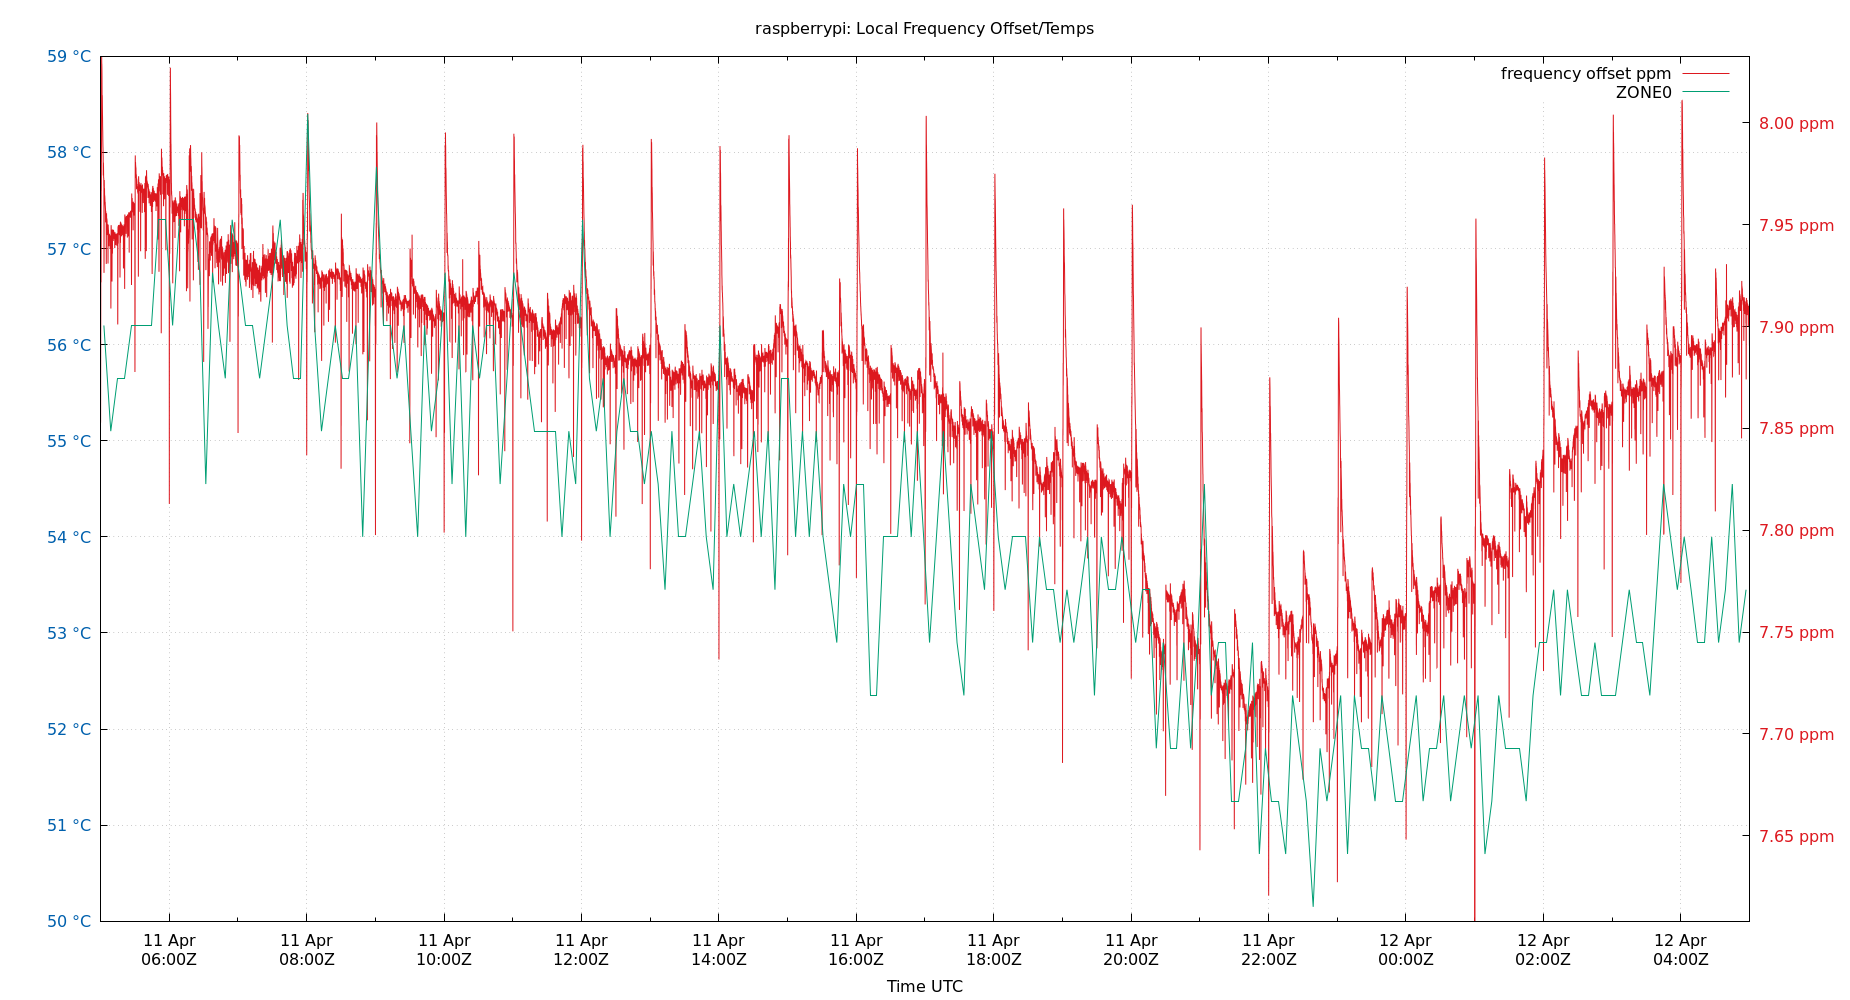 raspberrypi: Local Frequency Offset/Temps
frequency offset ppm
ZONE0
59 °C
58 °C
57 °C
56 °C
55 °C
54 °C
53 °C
52 °C
51 °C
50 °C
8.00 ppm
7.95 ppm
7.90 ppm
7.85 ppm
7.80 ppm
7.75 ppm
7.70 ppm
7.65 ppm
11 Apr
06:00Z
11 Apr
08:00Z
11 Apr
10:00Z
11 Apr
12:00Z
11 Apr
14:00Z
11 Apr
16:00Z
11 Apr
18:00Z
11 Apr
20:00Z
11 Apr
22:00Z
12 Apr
00:00Z
12 Apr
02:00Z
12 Apr
04:00Z
Time UTC